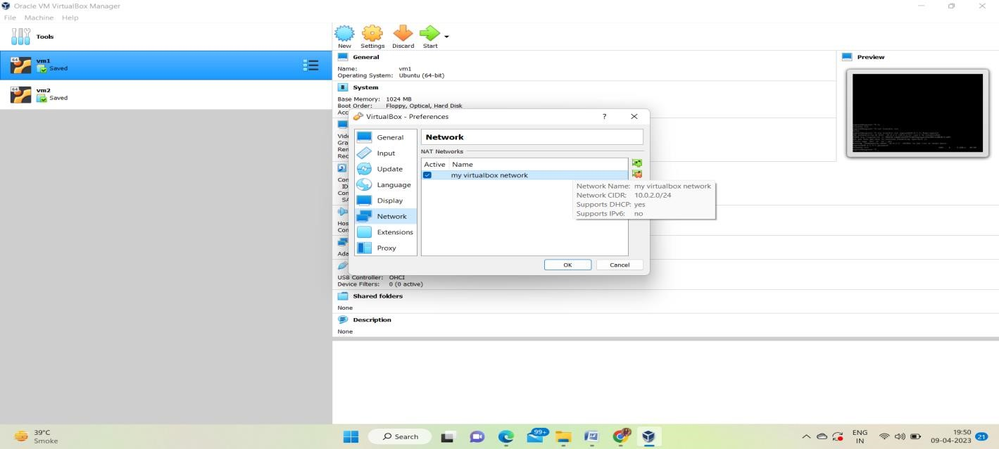 Oracle VM VirtualBox Manager
File Machine Help
Tools
64 vm1
Saved
64 vm2
Saved
New Settings Discard Start
General
Name: vm1
Operating System: Ubuntu (64-bit)
System
Base Memory: 1024 MB
Boot Order: Floppy, Optical, Hard Disk
Acc
Vid
Gra
Ren
Rec
Con
ID
Con
SA
Hos
Con
Ada
USB Controller: OHCI
Device Filters: 0 (0 active)
Shared folders
None
Description
None
Preview
VirtualBox - Preferences ?
General
Input
Update
Language
Display
Network
Extensions
Proxy
Network
NAT Networks
Active Name
my virtualbox network
Network Name: my virtualbox network
Network CIDR: 10.0.2.0/24
Supports DHCP: yes
Supports IPv6: no
OK Cancel
39°C
Smoke
Search
99+
ENG
IN
19:50
09-04-2023
21